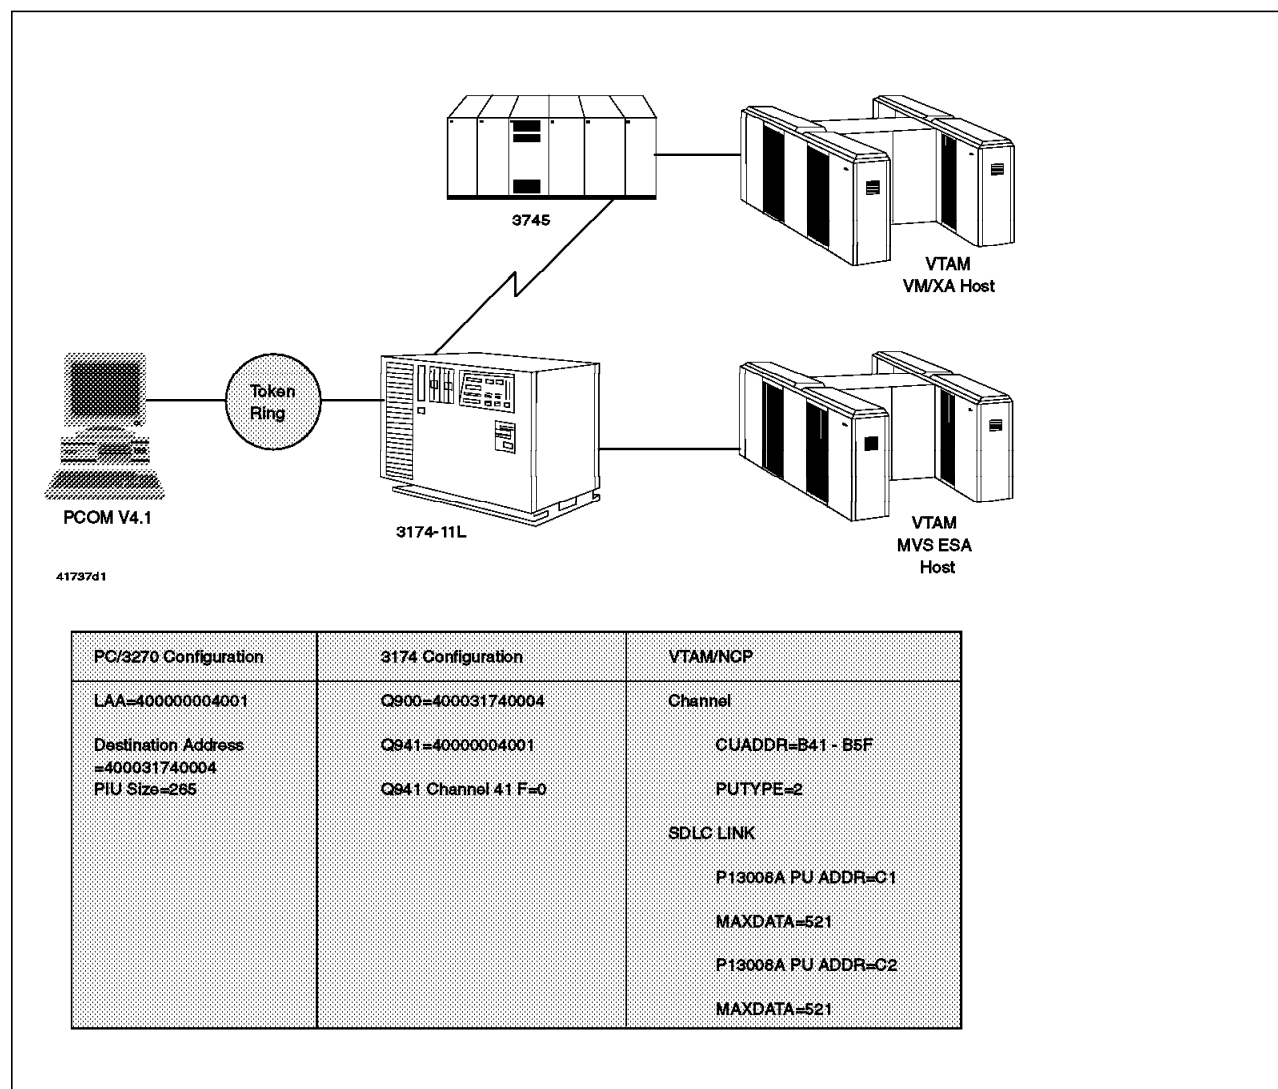 3745
VTAM
VM/XA Host
Token
Ring
PCOM V4.1
3174-11L
VTAM
MVS ESA
Host
41737d1
PC/3270 Configuration
3174 Configuration
VTAM/NCP
LAA=400000004001
Q900=400031740004
Channel
Destination Address
Q941=40000004001
CUADDR=B41 - B5F
=400031740004
PIU Size=265
Q941 Channel 41 F=0
PUTYPE=2
SDLC LINK
P13008A PU ADDR=C1
MAXDATA=521
P13008A PU ADDR=C2
MAXDATA=521